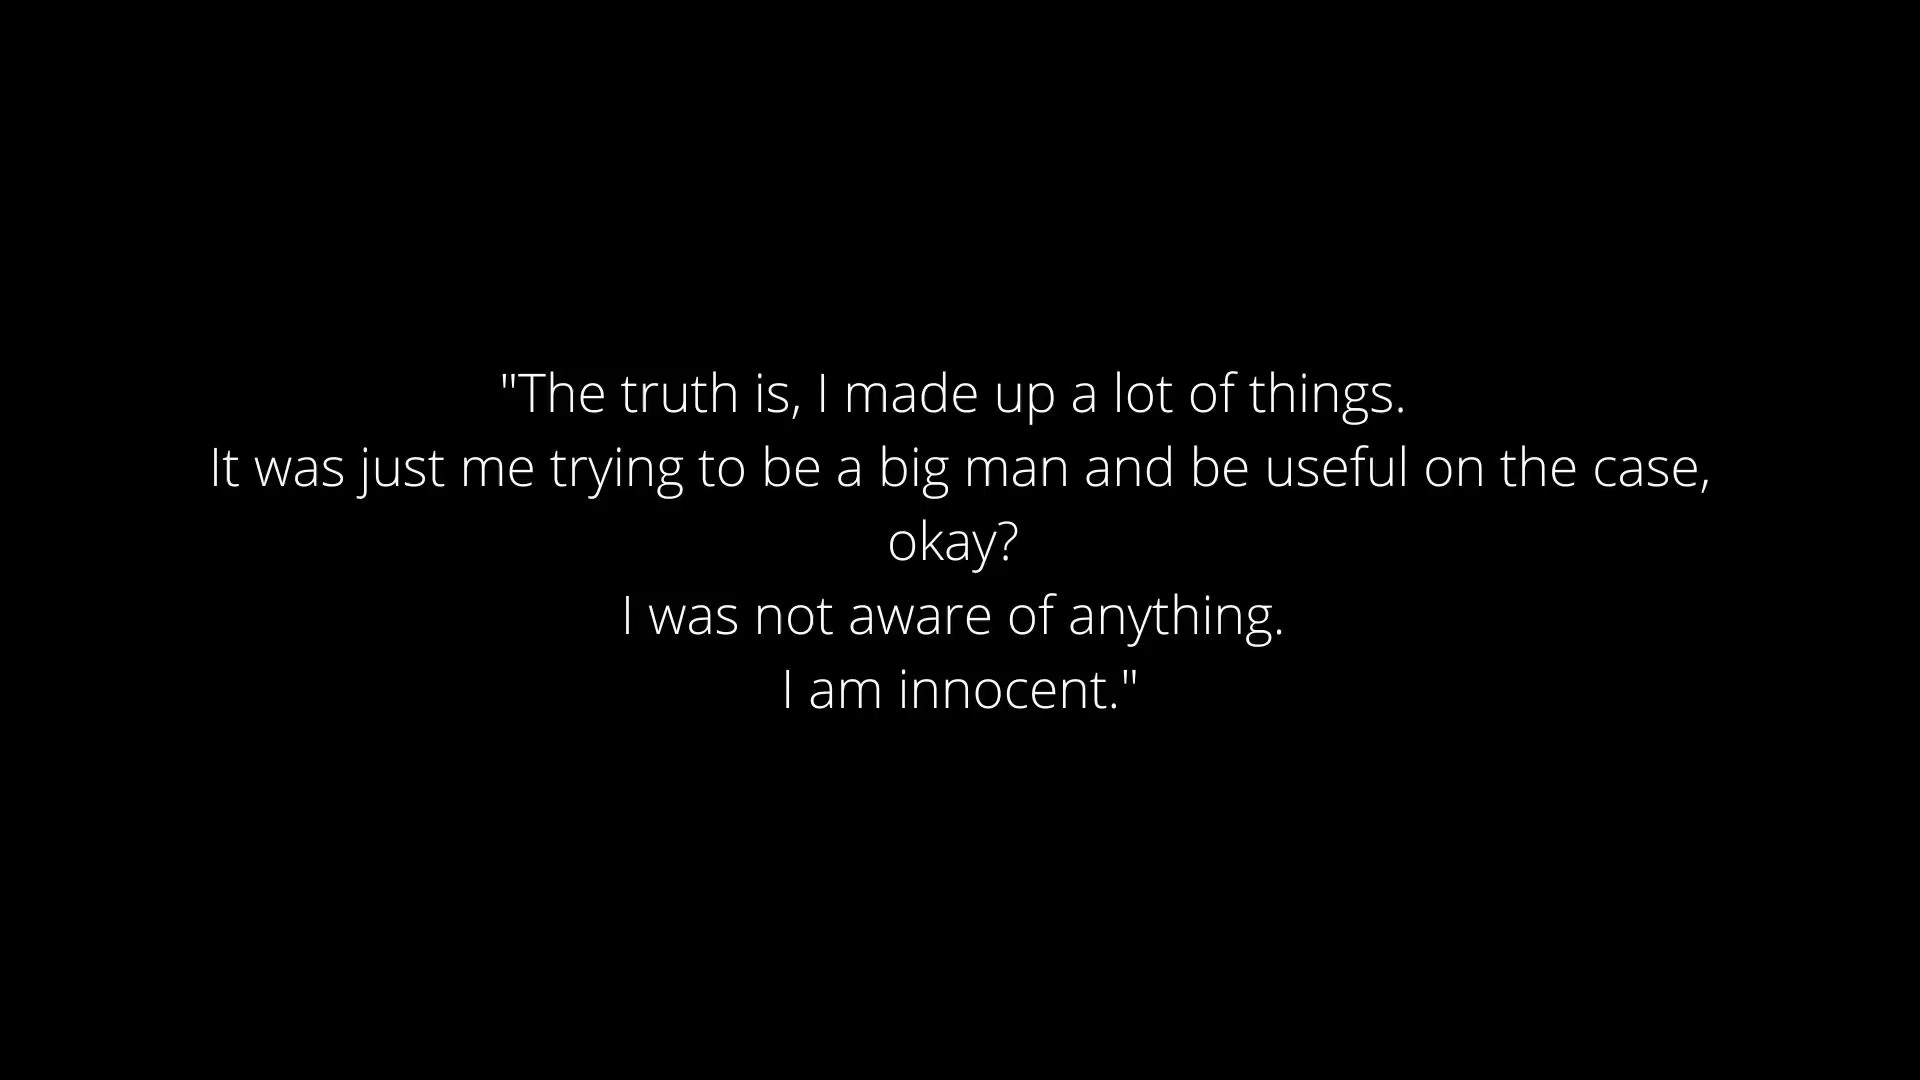 "The truth is, I made up a lot of things.
It was just me trying to be a big man and be useful on the case,
okay?
I was not aware of anything.
I am innocent."